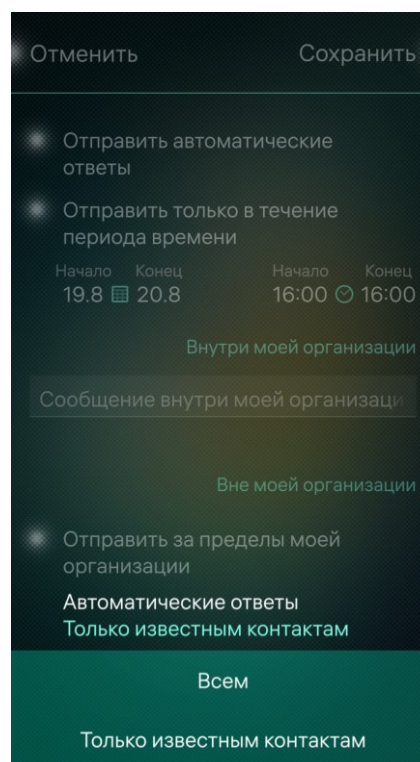 Отменить Сохранить
Отправить автоматические
ответы
Отправить только в течение
периода времени
Начало Конец Начало Конец
19.8 20.8 16:00 16:00
Внутри моей организации
Сообщение внутри моей организаци
Вне моей организации
Отправить за пределы моей
организации
Автоматические ответы
Только известным контактам
Всем
Только известным контактам